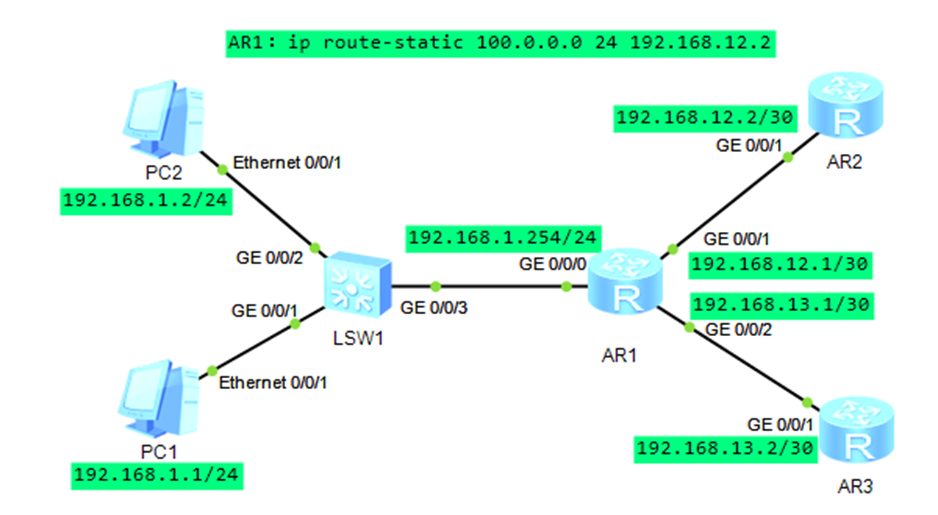 AR1: ip route-static 100.0.0.0 24 192.168.12.2
192.168.12.2/30
GE 0/0/1
AR2
Ethernet 0/0/1
PC2
192.168.1.2/24
192.168.1.254/24
GE 0/0/1
GE 0/0/2
GE 0/0/0
192.168.12.1/30
R
192.168.13.1/30
GE 0/0/1
GE 0/0/3
GE 0/0/2
LSW1
AR1
R
Ethernet 0/0/1
GE 0/0/1
PC1
192.168.13.2/30
R
192.168.1.1/24
AR3